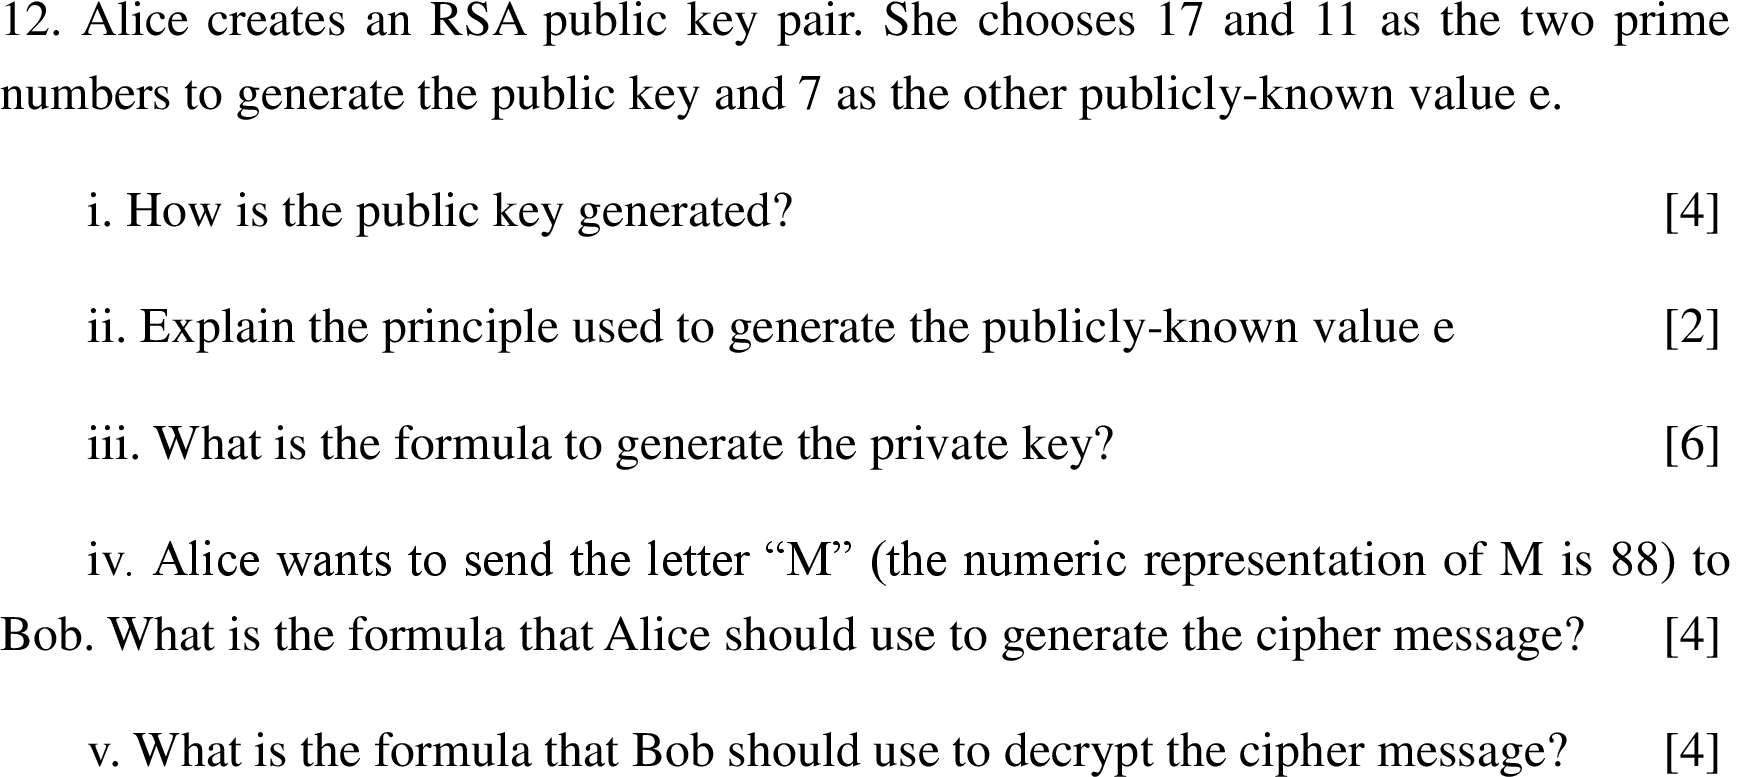 12. Alice creates an RSA public key pair. She chooses 17 and 11 as the two prime
numbers to generate the public key and 7 as the other publicly-known value e.
i. How is the public key generated? [4]
ii. Explain the principle used to generate the publicly-known value e [2]
iii. What is the formula to generate the private key? [6]
iv. Alice wants to send the letter “M” (the numeric representation of M is 88) to
Bob. What is the formula that Alice should use to generate the cipher message? [4]
v. What is the formula that Bob should use to decrypt the cipher message? [4]